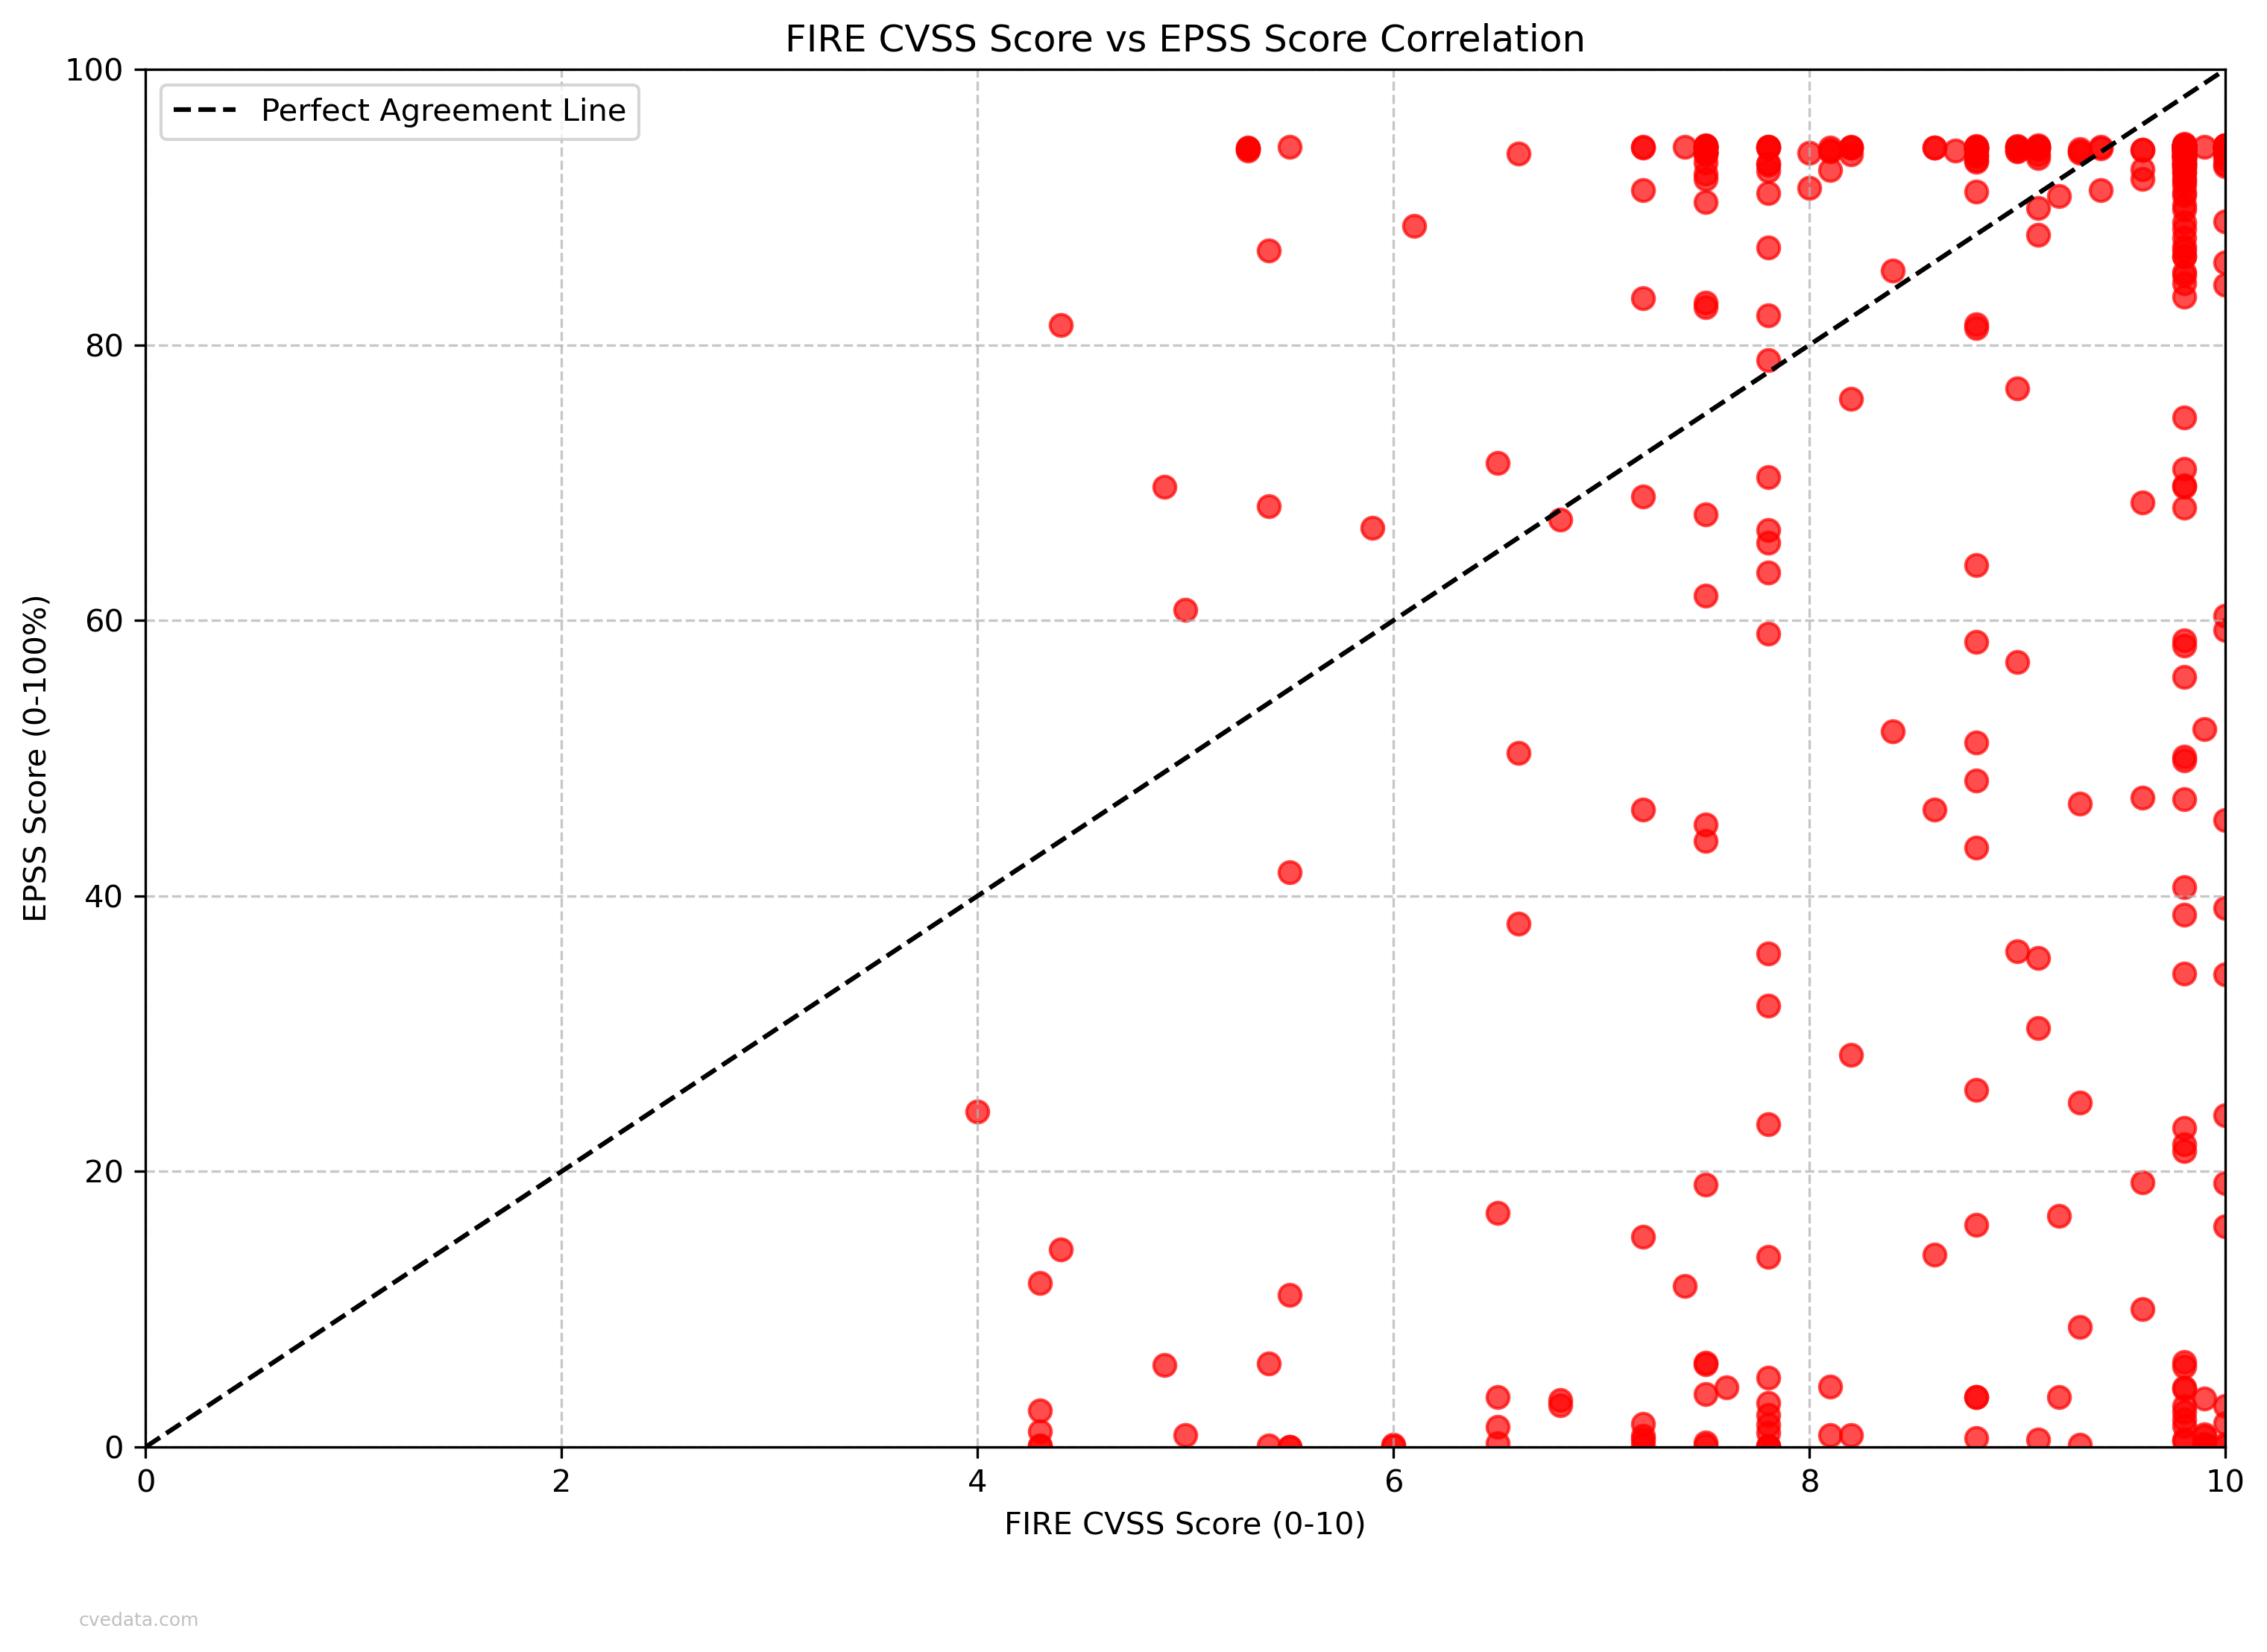 FIRE CVSS Score vs EPSS Score Correlation
Perfect Agreement Line
100
80
60
40
20
0
EPSS Score (0-100%)
0 2 4 6 8 10
FIRE CVSS Score (0-10)
cvedata.com